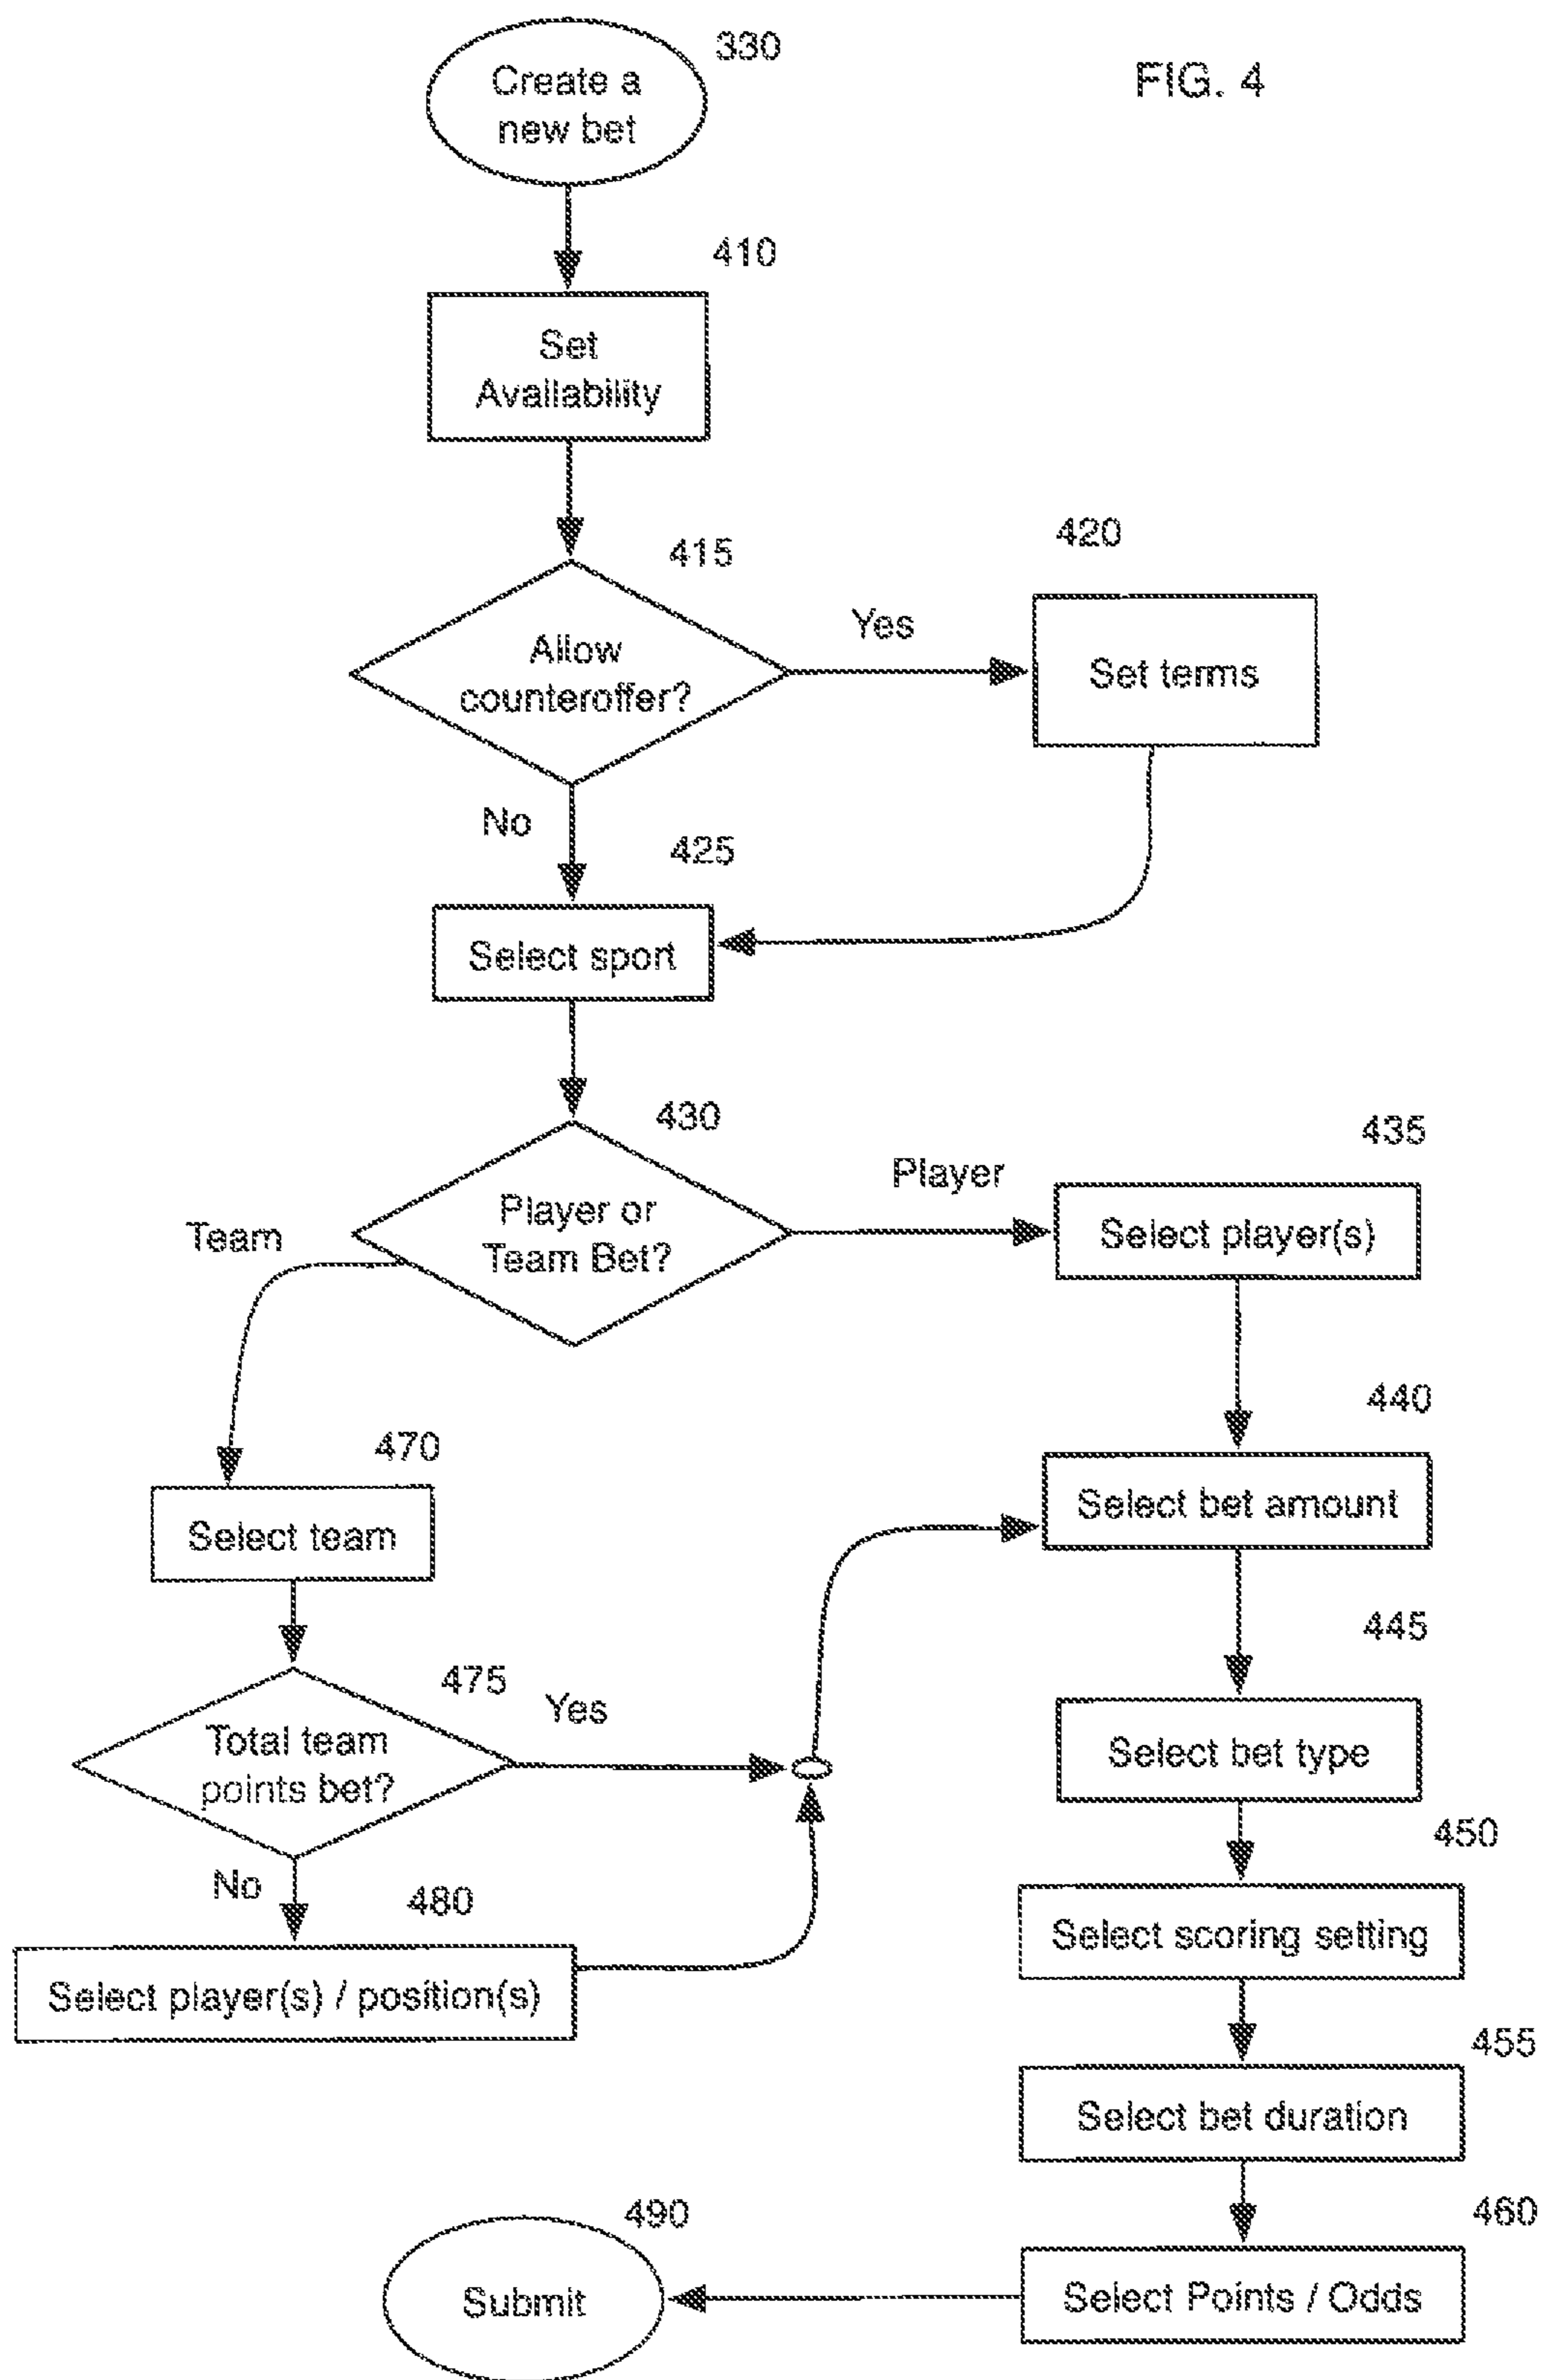 330
FIG. 4
Create a
new bet
410
Set
Availability
415
420
Allow
counteroffer?
Yes
Set terms
No
425
Select sport
430
435
Player or
Team Bet?
Player
Select player(s)
Team
440
470
Select bet amount
Select team
445
475
Yes
Total team
points bet?
Select bet type
450
No
480
Select scoring setting
Select player(s) / position(s)
455
Select bet duration
490
460
Submit
Select Points / Odds